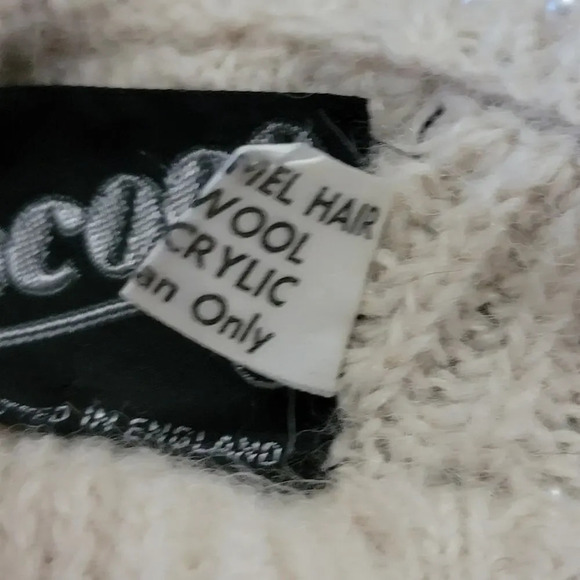 MEL HAIR
WOOL
CRYLIC
an Only
IN ENGLAND